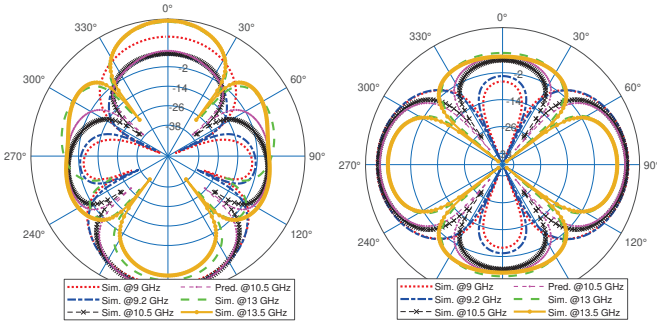 0°
30°
60°
90°
120°
240°
270°
300°
330°
-2
-14
-26
-38
Sim. @9 GHz
Sim. @9.2 GHz
Sim. @10.5 GHz
Pred. @10.5 GHz
Sim. @13 GHz
Sim. @13.5 GHz
0°
30°
60°
90°
120°
240°
270°
300°
330°
-2
-14
-26
Sim. @9 GHz
Sim. @9.2 GHz
Sim. @10.5 GHz
Pred. @10.5 GHz
Sim. @13 GHz
Sim. @13.5 GHz